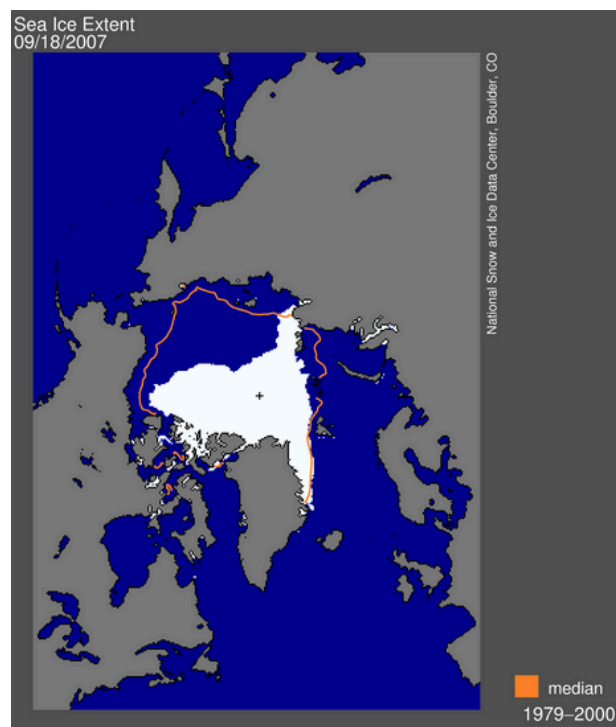 Sea Ice Extent
09/18/2007
National Snow and Ice Data Center, Boulder, CO
median
1979–2000